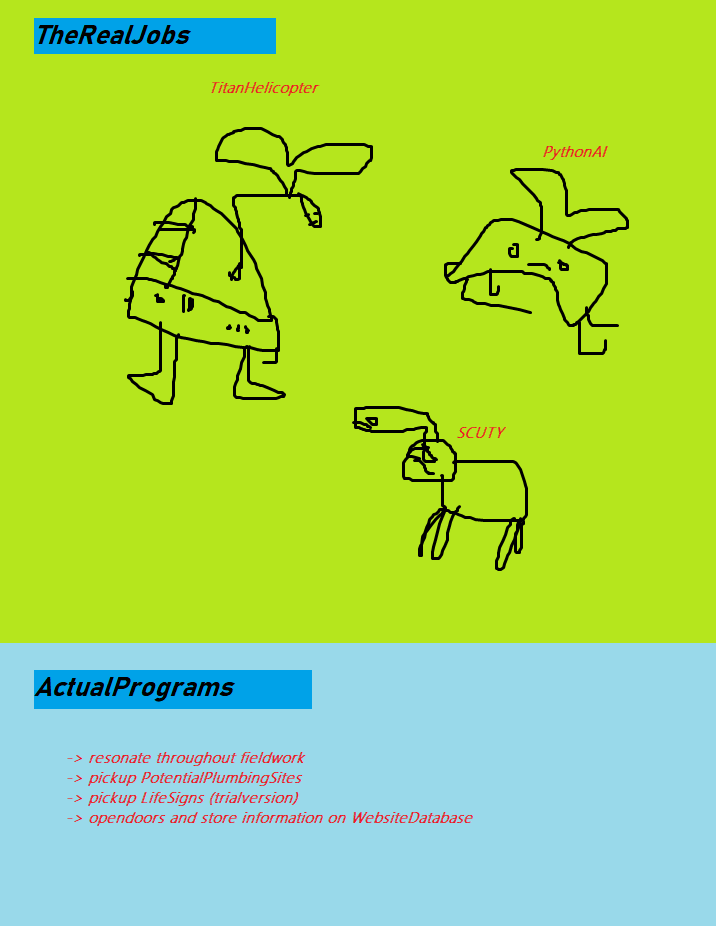 TheRealJobs
TitanHelicopter
PythonAI
SCUTY
ActualPrograms
-> resonate throughout fieldwork
-> pickup PotentialPlumbingSites
-> pickup LifeSigns (trialversion)
-> opendoors and store information on WebsiteDatabase